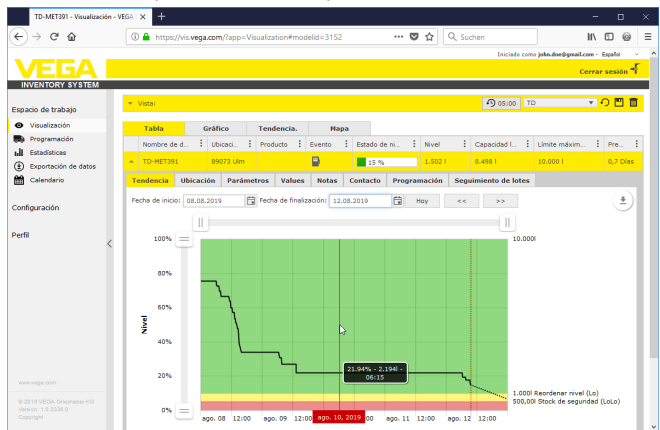 TD-MET391 - Visualización - VEGA
https://vis.vega.com/?app=Visualization#modelid=3152
Suchen
Iniciado como john.doe@gmail.com - Español
VEGA
Cerrar sesión
INVENTORY SYSTEM
Espacio de trabajo
Visualización
Programación
Estadísticas
Exportación de datos
Calendario
Configuración
Perfil
www.vega.com
© 2019 VEGA Grieshaber KG
Copyright
Vista:
05:00
TD
Tabla Gráfico Tendencia. Mapa
Nombre de d... Ubicaci... Producto Evento Estado de ni... Nivel Capacidad l... Límite máxim... Pre...
TD-MET391 89073 Ulm 15 % 1.502 l 8.498 l 10.000 l 0,7 Días
Tendencia Ubicación Parámetros Values Notas Contacto Programación Seguimiento de lotes
Fecha de inicio: 08.08.2019 Fecha de finalización: 12.08.2019 Hoy << >>
100%
80%
60%
40%
20%
0%
Nivel
10.000l
21.94% - 2.194l -
06:15
1.000l Reordenar nivel (Lo)
500,00l Stock de seguridad (LoLo)
ago. 08 12:00 ago. 09 12:00 ago. 10, 2019 00 ago. 11 12:00 ago. 12 12:00